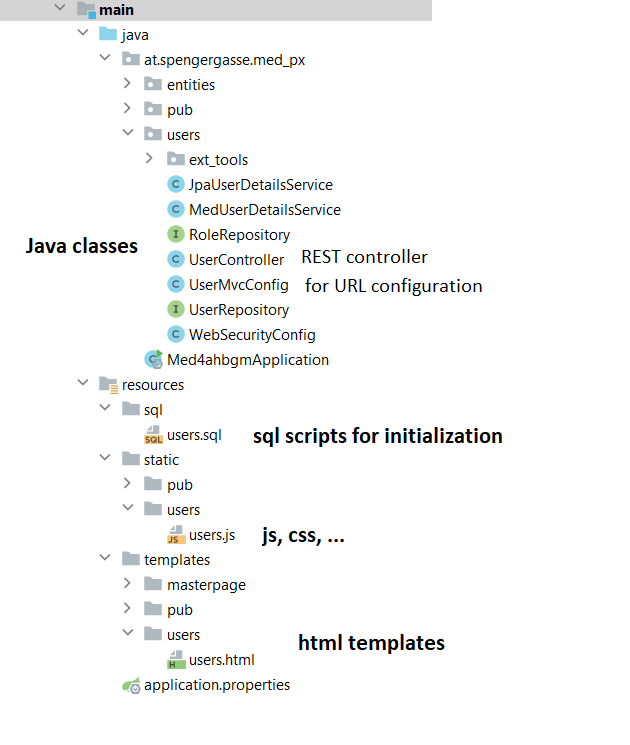 main
java
at.spengergasse.med_px
entities
pub
users
ext_tools
JpaUserDetailsService
MedUserDetailsService
RoleRepository
Java classes
UserController REST controller
UserMvcConfig for URL configuration
UserRepository
WebSecurityConfig
Med4ahbgmApplication
resources
sql
users.sql sql scripts for initialization
static
pub
users
users.js js, css, ...
templates
masterpage
pub
users
html templates
users.html
application.properties